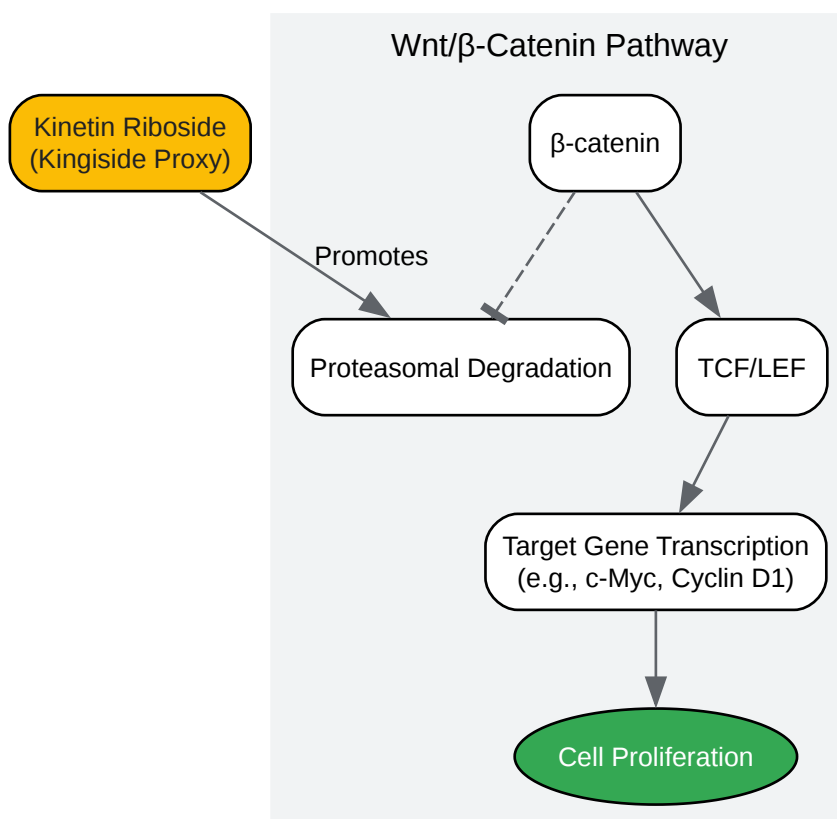 Wnt/β-Catenin Pathway
Kinetin Riboside
(Kingiside Proxy)
β-catenin
Promotes
Proteasomal Degradation
TCF/LEF
Target Gene Transcription
(e.g., c-Myc, Cyclin D1)
Cell Proliferation